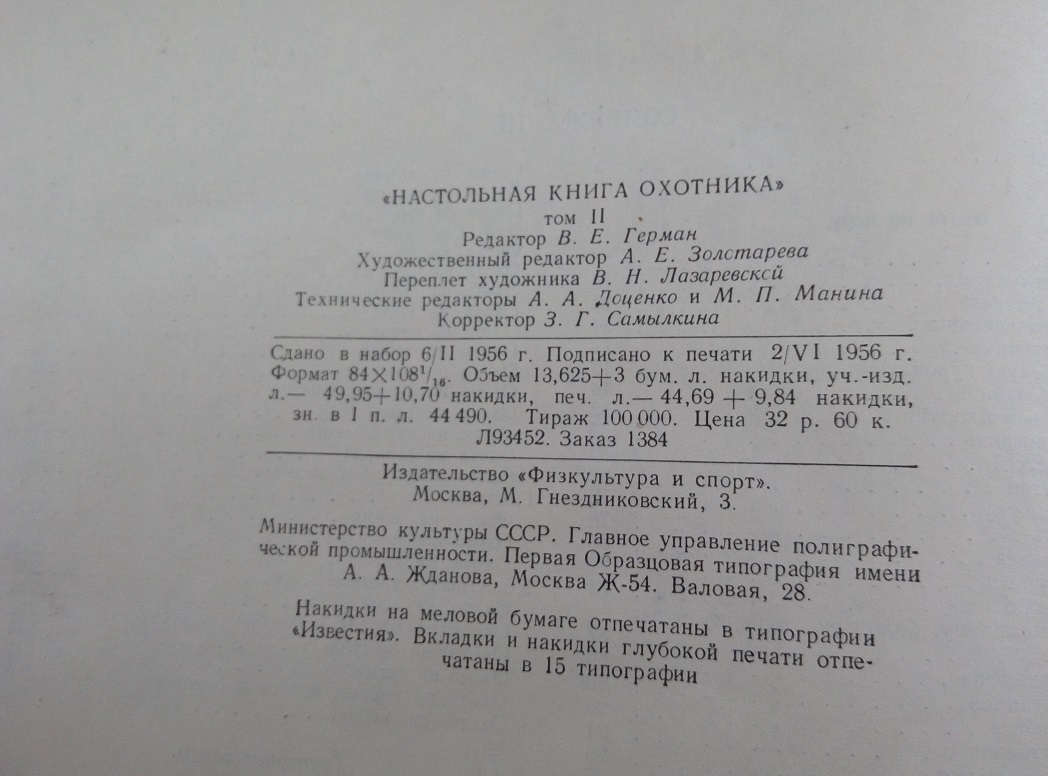 «НАСТОЛЬНАЯ КНИГА ОХОТНИКА»
том II
Редактор В. Е. Герман
Художественный редактор А. Е. Золстарева
Переплет художника В. Н. Лазаревсксй
Технические редакторы А. А. Доценко и М. П. Манина
Корректор З. Г. Самылкина
Сдано в набор 6/II 1956 г. Подписано к печати 2/VI 1956 г.
Формат 84×108¹/₁₆. Объем 13,625+3 бум. л. накидки, уч.-изд.
л.— 49,95+10,70 накидки, печ. л.— 44,69 + 9,84 накидки,
зн. в 1 п. л. 44 490. Тираж 100 000. Цена 32 р. 60 к.
Л93452. Заказ 1384
Издательство «Физкультура и спорт».
Москва, М. Гнездниковский, 3.
Министерство культуры СССР. Главное управление полиграфи-
ческой промышленности. Первая Образцовая типография имени
А. А. Жданова, Москва Ж-54. Валовая, 28.
Накидки на меловой бумаге отпечатаны в типографии
«Известия». Вкладки и накидки глубокой печати отпе-
чатаны в 15 типографии